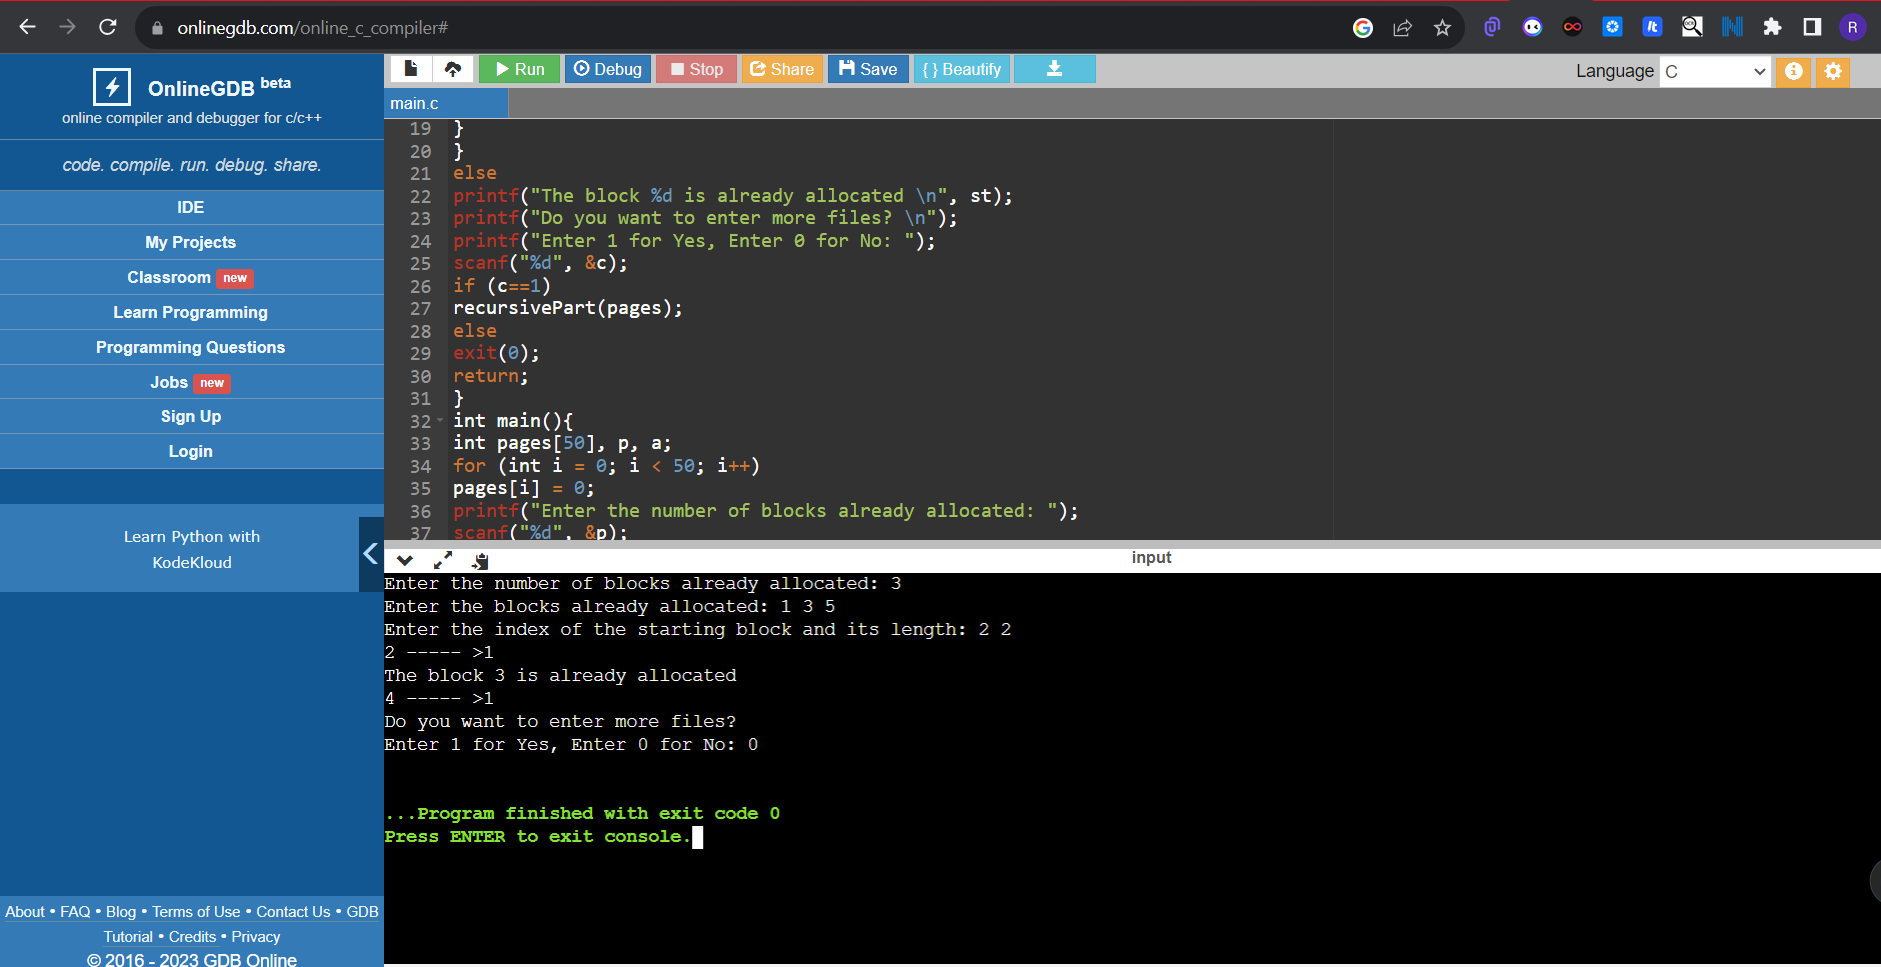 onlinegdb.com/online_c_compiler#
R
OnlineGDB beta
online compiler and debugger for c/c++
code. compile. run. debug. share.
IDE
My Projects
Classroom new
Learn Programming
Programming Questions
Jobs new
Sign Up
Login
Learn Python with
KodeKloud
About • FAQ • Blog • Terms of Use • Contact Us • GDB
Tutorial • Credits • Privacy
© 2016 - 2023 GDB Online
Run Debug Stop Share Save { } Beautify
Language C
main.c
19 }
20 }
21 else
22 printf("The block %d is already allocated \n", st);
23 printf("Do you want to enter more files? \n");
24 printf("Enter 1 for Yes, Enter 0 for No: ");
25 scanf("%d", &c);
26 if (c==1)
27 recursivePart(pages);
28 else
29 exit(0);
30 return;
31 }
32 int main(){
33 int pages[50], p, a;
34 for (int i = 0; i < 50; i++)
35 pages[i] = 0;
36 printf("Enter the number of blocks already allocated: ");
37 scanf("%d", &p);
input
Enter the number of blocks already allocated: 3
Enter the blocks already allocated: 1 3 5
Enter the index of the starting block and its length: 2 2
2 ----- >1
The block 3 is already allocated
4 ----- >1
Do you want to enter more files?
Enter 1 for Yes, Enter 0 for No: 0
...Program finished with exit code 0
Press ENTER to exit console.